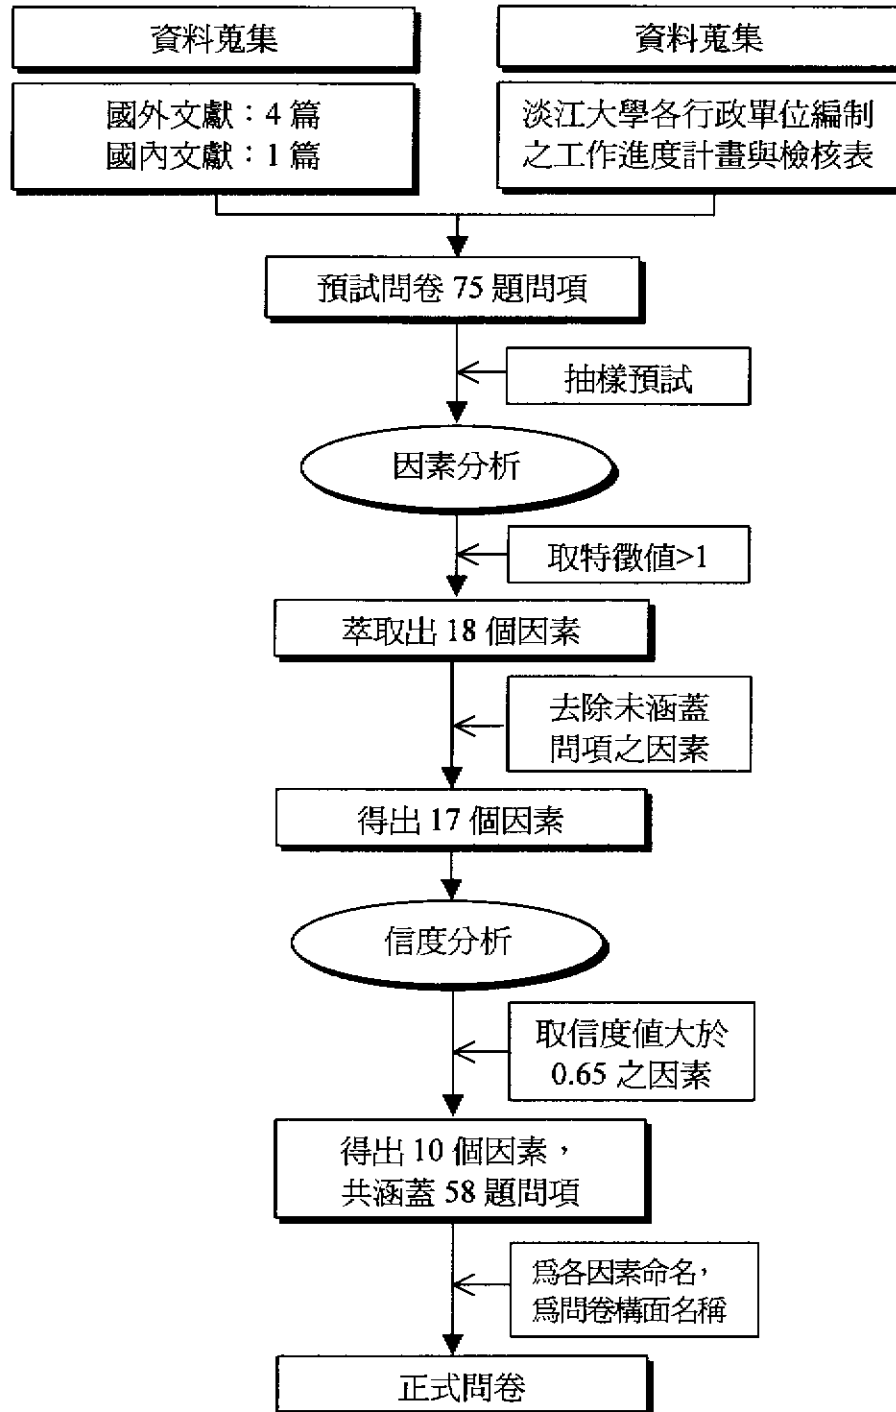 資料蒐集
國外文獻：4 篇
國內文獻：1 篇
資料蒐集
淡江大學各行政單位編制
之工作進度計畫與檢核表
預試問卷 75 題問項
抽樣預試
因素分析
取特徵值>1
萃取出 18 個因素
去除未涵蓋
問項之因素
得出 17 個因素
信度分析
取信度值大於
0.65 之因素
得出 10 個因素，
共涵蓋 58 題問項
爲各因素命名，
爲問卷構面名稱
正式問卷